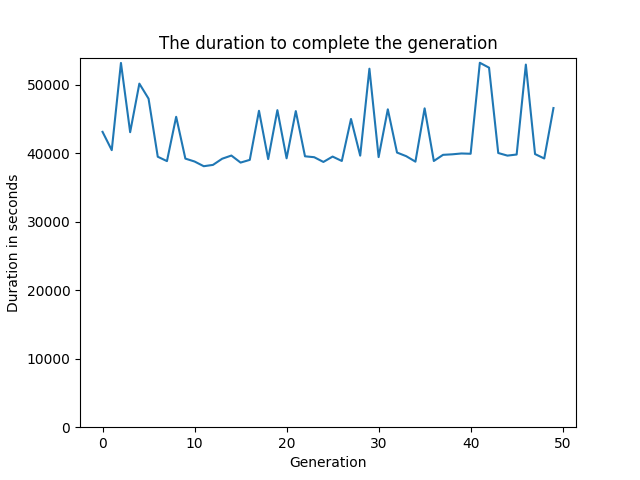 The duration to complete the generation
50000
40000
30000
20000
10000
0
Duration in seconds
0 10 20 30 40 50
Generation